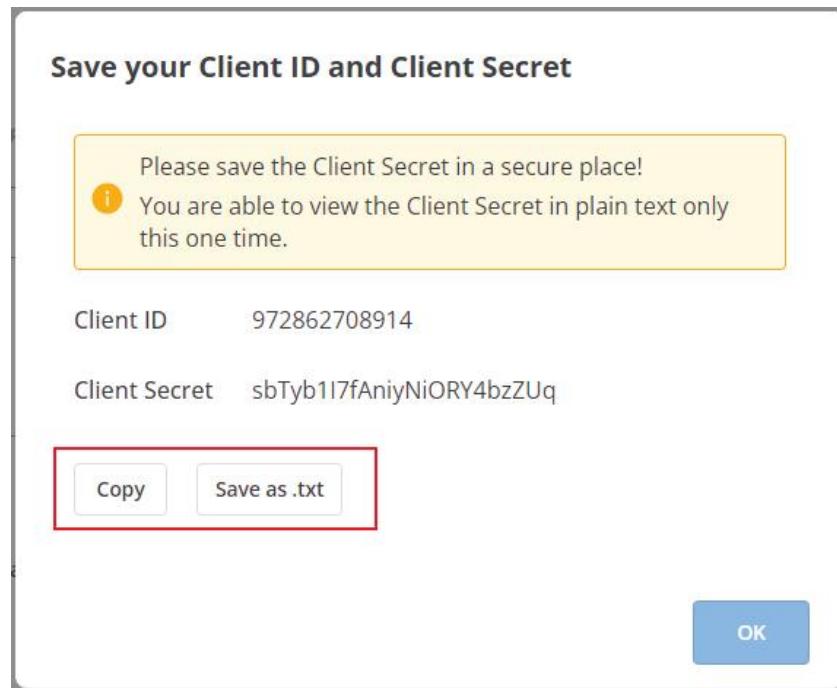 Save your Client ID and Client Secret
Please save the Client Secret in a secure place!
You are able to view the Client Secret in plain text only
this one time.
Client ID 972862708914
Client Secret sbTyb1I7fAniyNiORY4bzZUq
Copy Save as .txt
OK